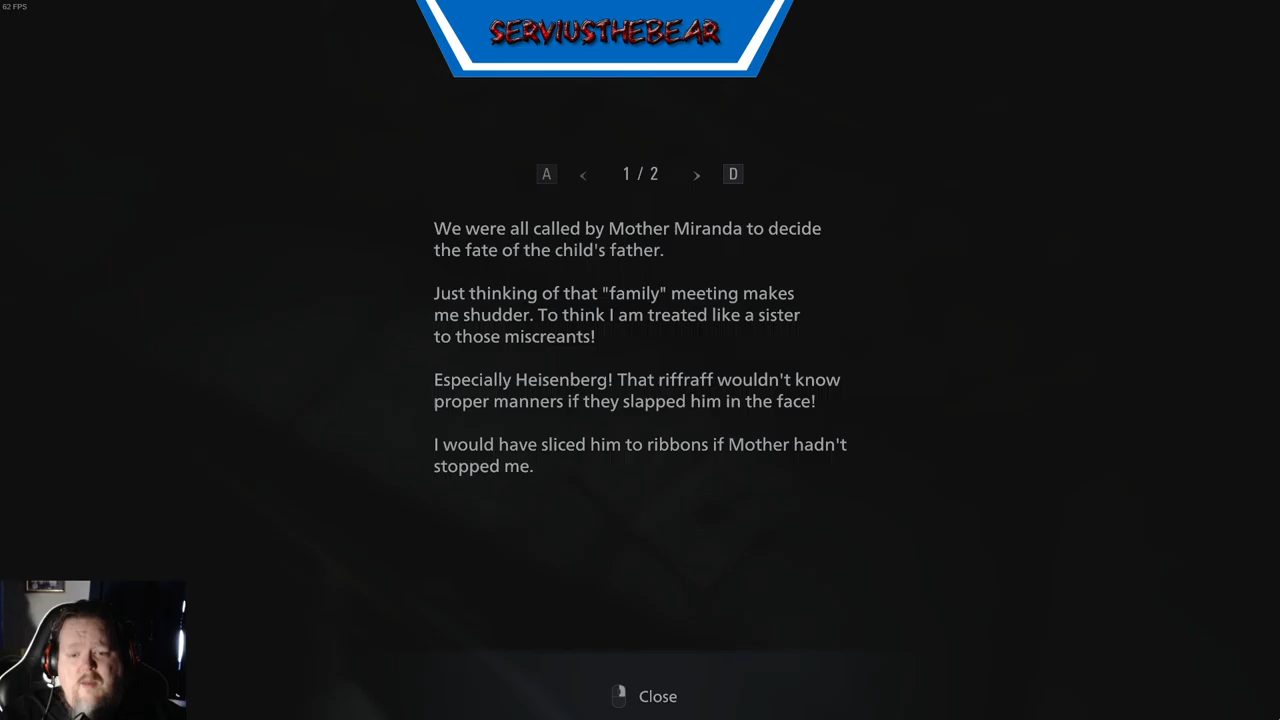 62 FPS
SERVIUSTHEBEAR
A < 1 / 2 > D
We were all called by Mother Miranda to decide
the fate of the child's father.
Just thinking of that "family" meeting makes
me shudder. To think I am treated like a sister
to those miscreants!
Especially Heisenberg! That riffraff wouldn't know
proper manners if they slapped him in the face!
I would have sliced him to ribbons if Mother hadn't
stopped me.
Close